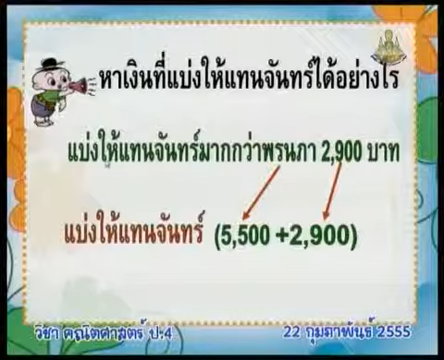 หาเงินที่แบ่งให้แทนจันทร์ได้อย่างไร
แบ่งให้แทนจันทร์มากกว่าพรนภา 2,900 บาท
แบ่งให้แทนจันทร์ (5,500 +2,900)
วิชา คณิตศาสตร์ ป.4 22 กุมภาพันธ์ 2555